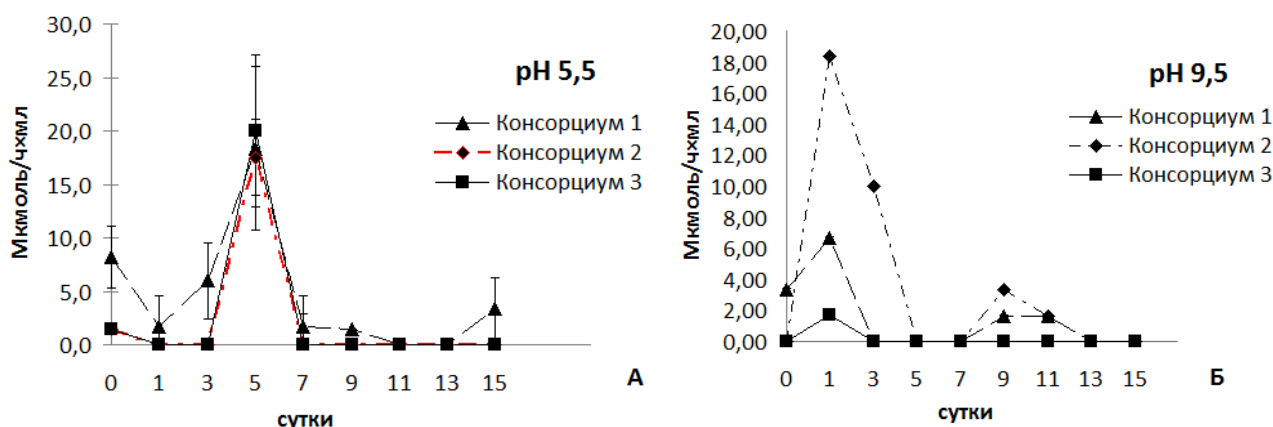 30,0
25,0
20,0
15,0
10,0
5,0
0,0
Мкмоль/ч×мл
pH 5,5
Консорциум 1
Консорциум 2
Консорциум 3
0 1 3 5 7 9 11 13 15
сутки
А
20,00
18,00
16,00
14,00
12,00
10,00
8,00
6,00
4,00
2,00
0,00
Мкмоль/ч×мл
pH 9,5
Консорциум 1
Консорциум 2
Консорциум 3
0 1 3 5 7 9 11 13 15
сутки
Б